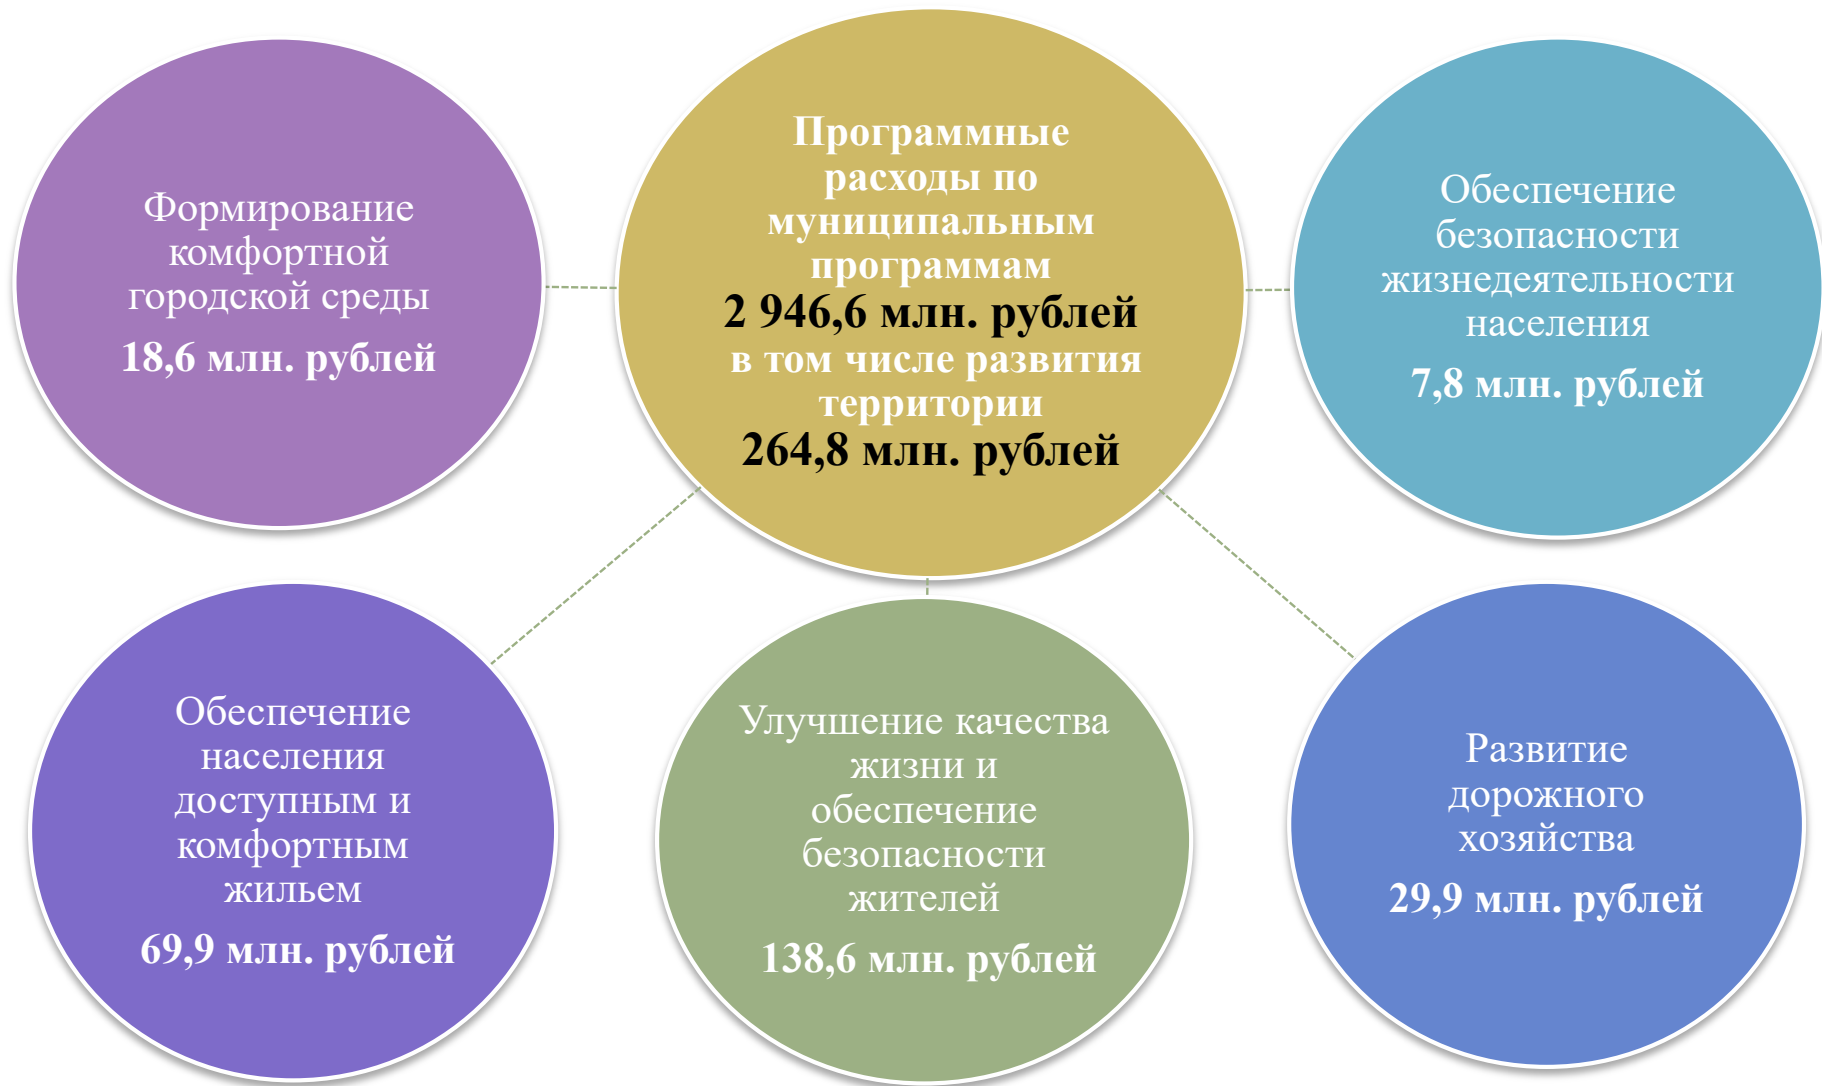 Формирование
комфортной
городской среды
18,6 млн. рублей
Программные
расходы по
муниципальным
программам
2 946,6 млн. рублей
в том числе развития
территории
264,8 млн. рублей
Обеспечение
безопасности
жизнедеятельности
населения
7,8 млн. рублей
Обеспечение
населения
доступным и
комфортным
жильем
69,9 млн. рублей
Улучшение качества
жизни и
обеспечение
безопасности
жителей
138,6 млн. рублей
Развитие
дорожного
хозяйства
29,9 млн. рублей